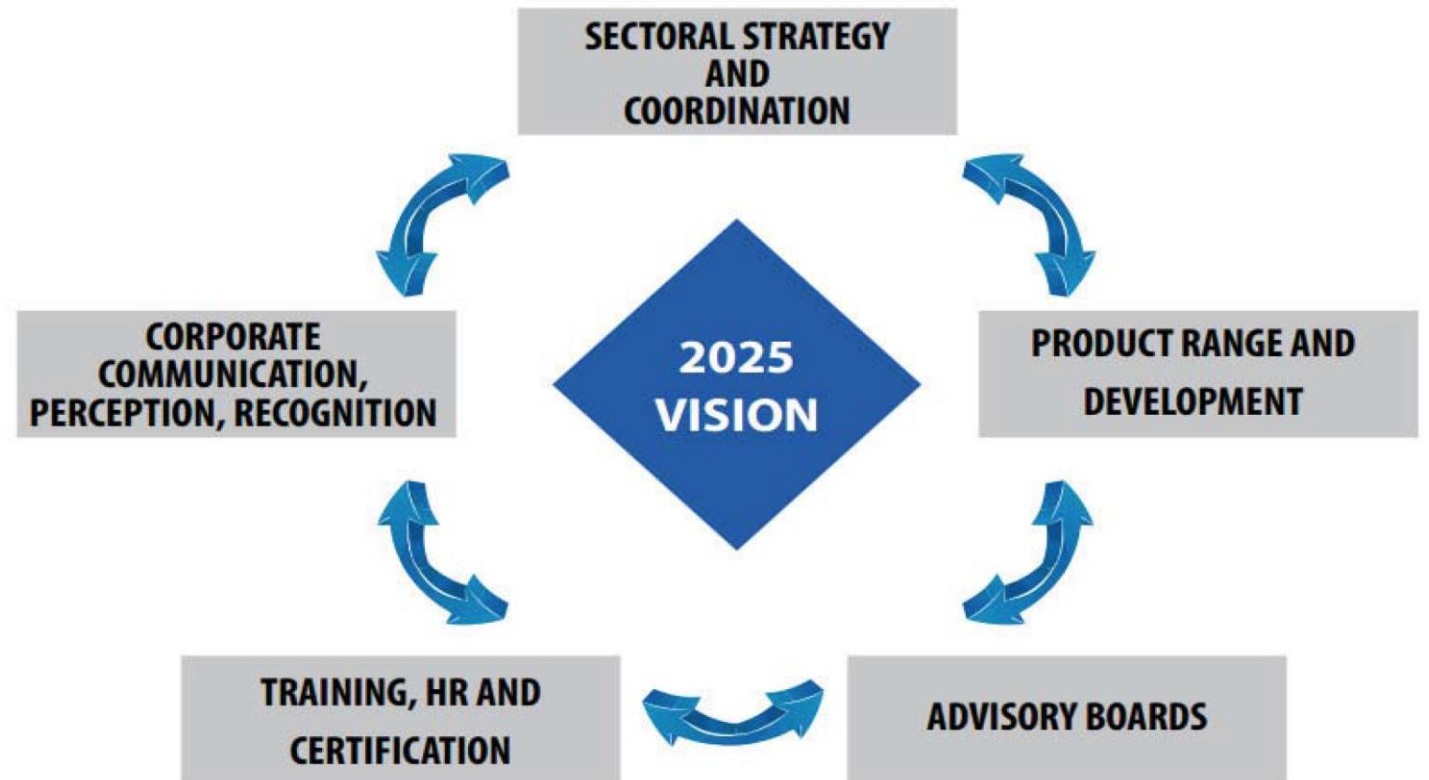 SECTORAL STRATEGY
AND
COORDINATION
CORPORATE
COMMUNICATION,
PERCEPTION, RECOGNITION
2025
VISION
PRODUCT RANGE AND
DEVELOPMENT
TRAINING, HR AND
CERTIFICATION
ADVISORY BOARDS